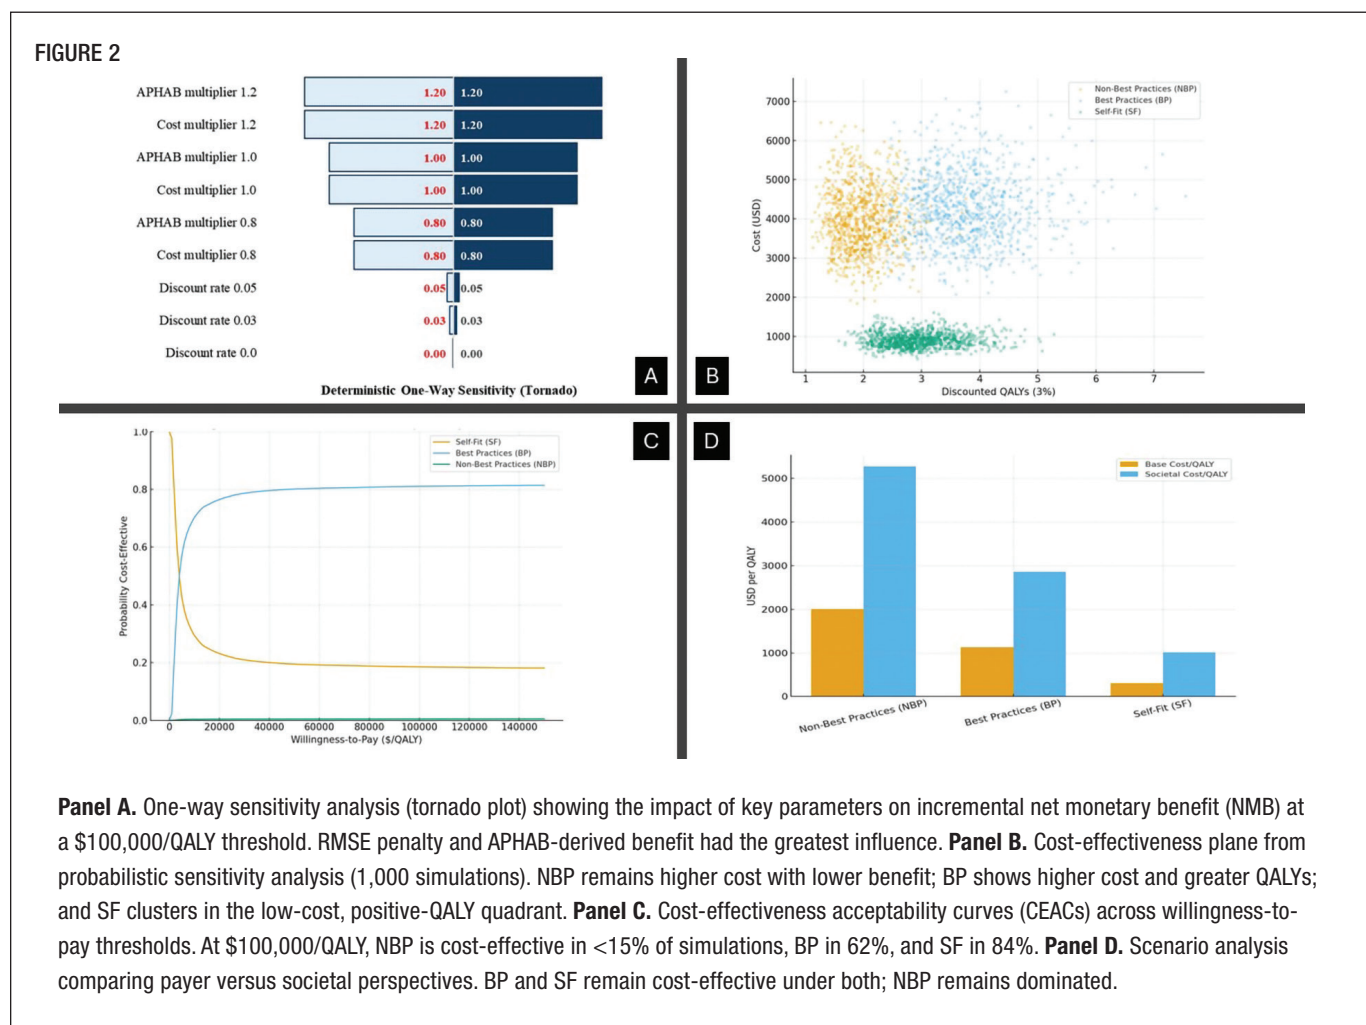 FIGURE 2
APHAB multiplier 1.2 1.20 1.20
Cost multiplier 1.2 1.20 1.20
APHAB multiplier 1.0 1.00 1.00
Cost multiplier 1.0 1.00 1.00
APHAB multiplier 0.8 0.80 0.80
Cost multiplier 0.8 0.80 0.80
Discount rate 0.05 0.05 0.05
Discount rate 0.03 0.03 0.03
Discount rate 0.0 0.00 0.00
Deterministic One-Way Sensitivity (Tornado)
A
Non-Best Practices (NBP)
Best Practices (BP)
Self-Fit (SF)
Cost (USD)
7000
6000
5000
4000
3000
2000
1000
1 2 3 4 5 6 7
Discounted QALYs (3%)
B
C
Self-Fit (SF)
Best Practices (BP)
Non-Best Practices (NBP)
Probability Cost-Effective
1.0
0.8
0.6
0.4
0.2
0.0
0 20000 40000 60000 80000 100000 120000 140000
Willingness-to-Pay ($/QALY)
D
Base Cost/QALY
Societal Cost/QALY
USD per QALY
5000
4000
3000
2000
1000
0
Non-Best Practices (NBP) Best Practices (BP) Self-Fit (SF)
Panel A. One-way sensitivity analysis (tornado plot) showing the impact of key parameters on incremental net monetary benefit (NMB) at
a $100,000/QALY threshold. RMSE penalty and APHAB-derived benefit had the greatest influence. Panel B. Cost-effectiveness plane from
probabilistic sensitivity analysis (1,000 simulations). NBP remains higher cost with lower benefit; BP shows higher cost and greater QALYs;
and SF clusters in the low-cost, positive-QALY quadrant. Panel C. Cost-effectiveness acceptability curves (CEACs) across willingness-to-
pay thresholds. At $100,000/QALY, NBP is cost-effective in <15% of simulations, BP in 62%, and SF in 84%. Panel D. Scenario analysis
comparing payer versus societal perspectives. BP and SF remain cost-effective under both; NBP remains dominated.